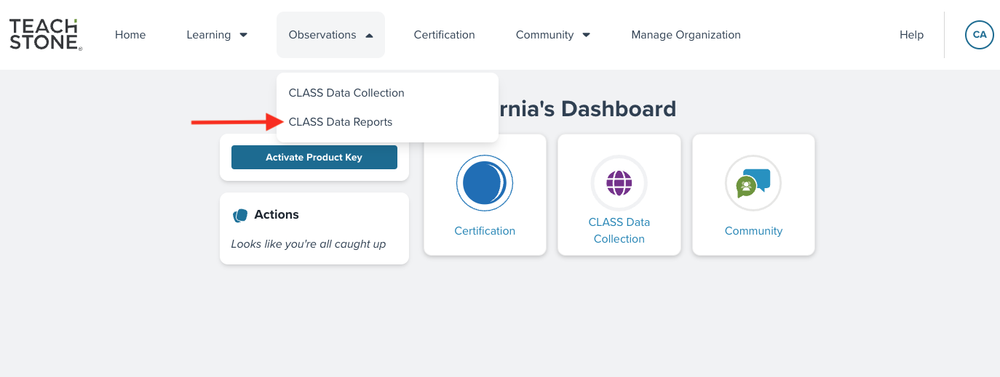 TEACH
STONE®
Home
Learning
Observations
Certification
Community
Manage Organization
Help
CA
CLASS Data Collection
CLASS Data Reports
rnia's Dashboard
Activate Product Key
Actions
Looks like you're all caught up
Certification
CLASS Data
Collection
Community